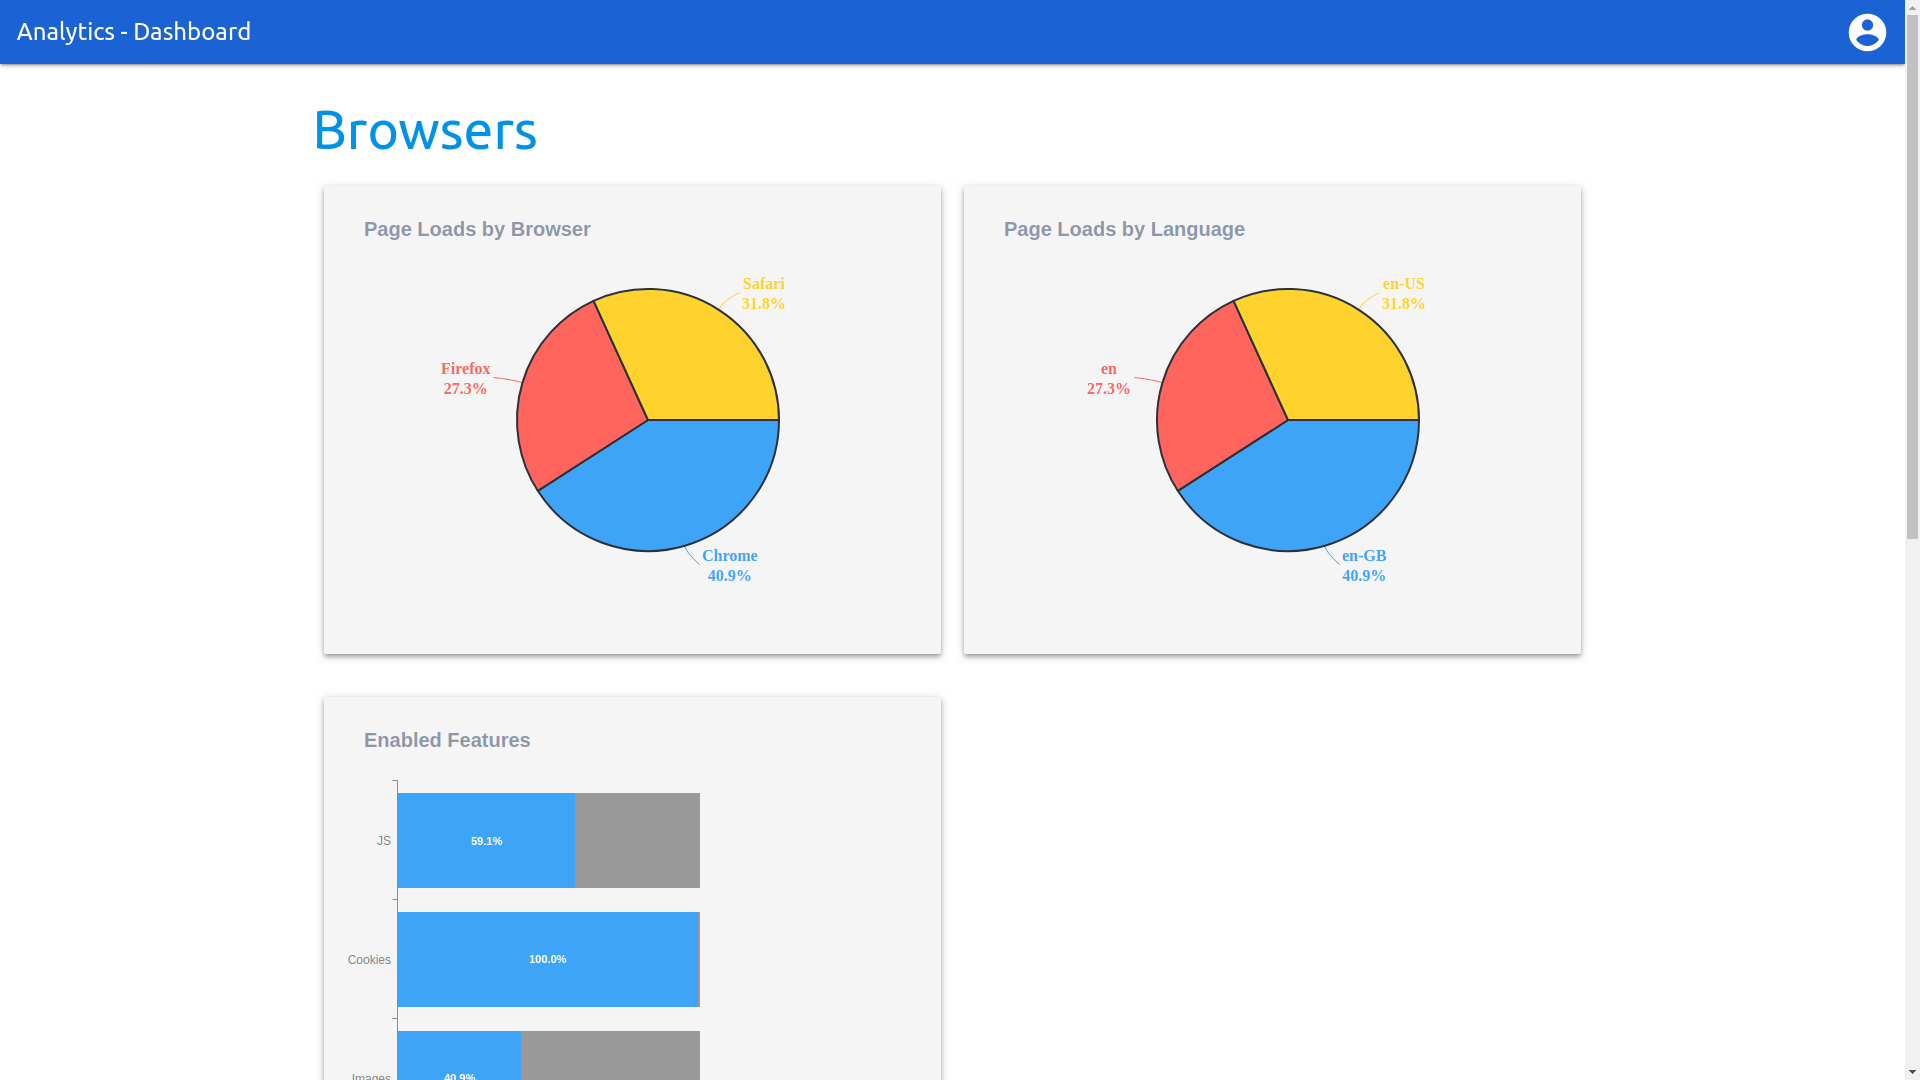 Analytics - Dashboard
Browsers
Page Loads by Browser
Safari
31.8%
Firefox
27.3%
Chrome
40.9%
Page Loads by Language
en-US
31.8%
en
27.3%
en-GB
40.9%
Enabled Features
JS
59.1%
Cookies
100.0%
Images
40.9%